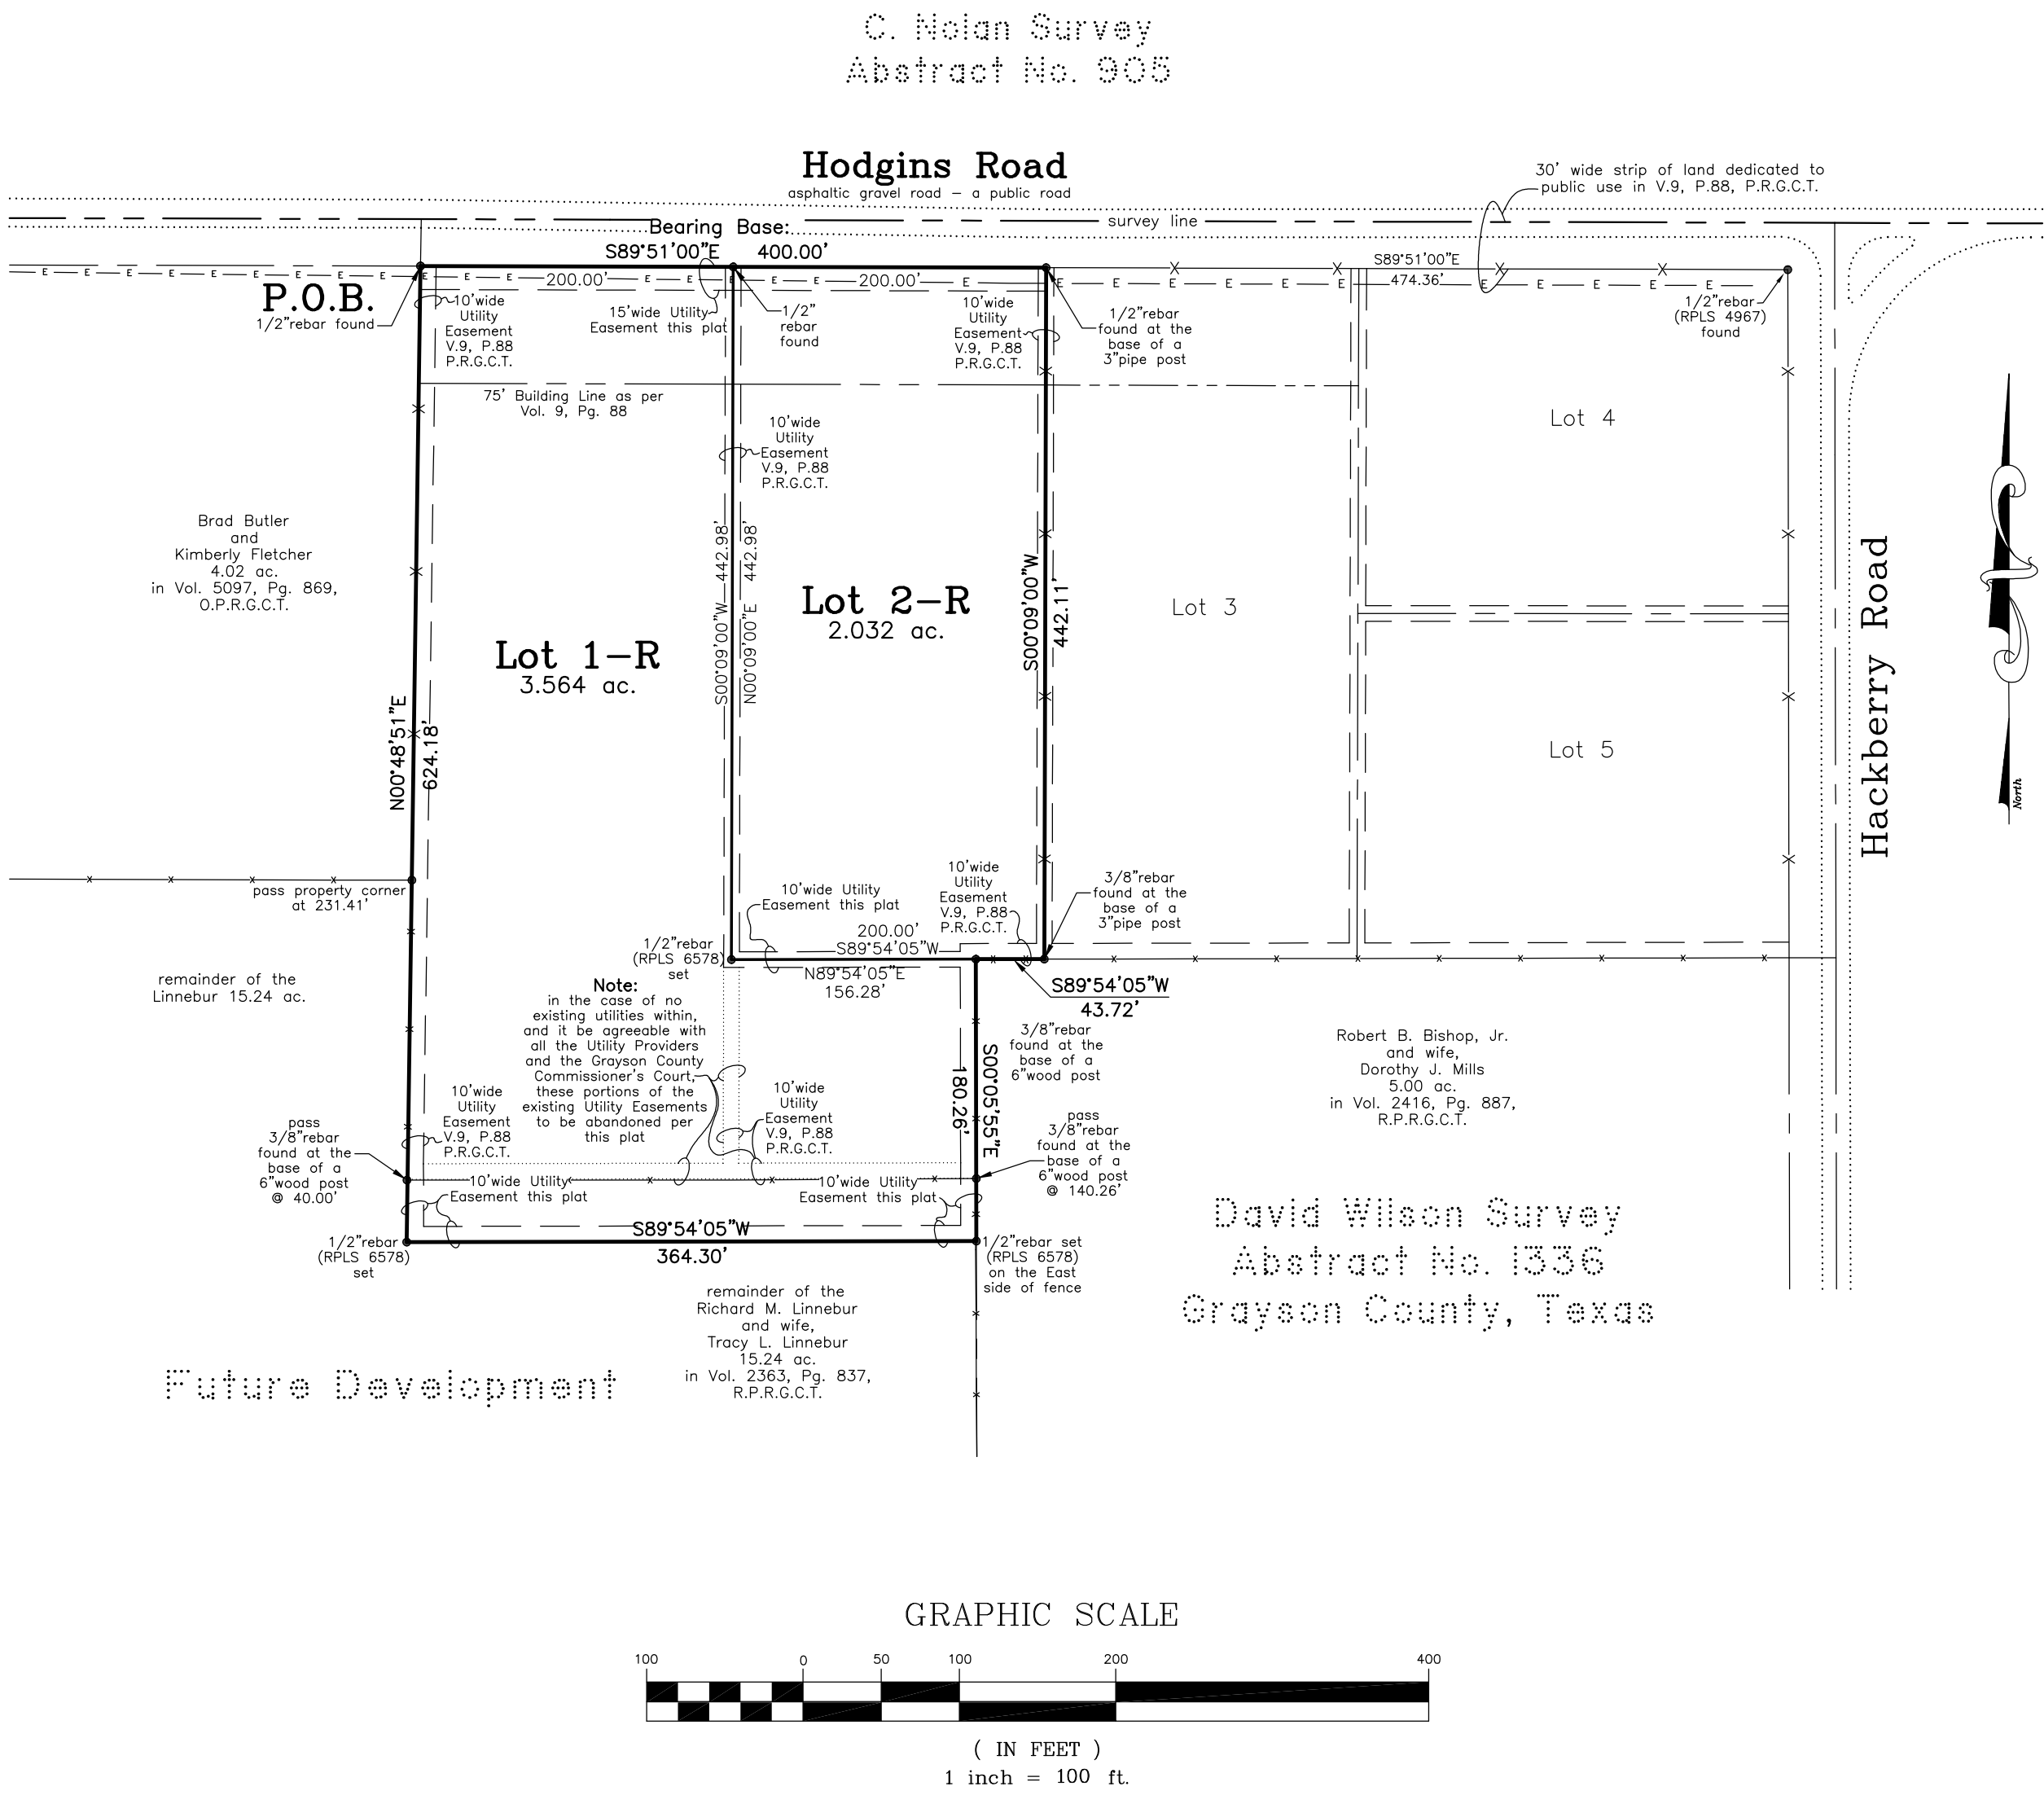 C. Nolan Survey
Abstract No. 905
Hodgins Road
asphaltic gravel road – a public road
30' wide strip of land dedicated to
public use in V.9, P.88, P.R.G.C.T.
survey line
Bearing Base:
S89°51'00"E 400.00'
S89°51'00"E
474.36'
E E E E E E E E E E E E E E E E E E E E E E E E E E E E E E
200.00'
200.00'
P.O.B.
1/2"rebar found
10'wide
Utility
Easement
V.9, P.88
P.R.G.C.T.
15'wide Utility
Easement this plat
1/2"
rebar
found
10'wide
Utility
Easement
V.9, P.88
P.R.G.C.T.
1/2"rebar
found at the
base of a
3"pipe post
1/2"rebar
(RPLS 4967)
found
75' Building Line as per
Vol. 9, Pg. 88
10'wide
Utility
Easement
V.9, P.88
P.R.G.C.T.
Lot 4
Brad Butler
and
Kimberly Fletcher
4.02 ac.
in Vol. 5097, Pg. 869,
O.P.R.G.C.T.
S00°09'00"W 442.98'
N00°09'00"E 442.98'
Lot 2-R
2.032 ac.
S00°09'00"W
442.11'
Lot 3
Lot 1-R
3.564 ac.
N00°48'51"E
624.18'
Lot 5
Hackberry Road
North
pass property corner
at 231.41'
10'wide Utility
Easement this plat
10'wide
Utility
Easement
V.9, P.88
P.R.G.C.T.
3/8"rebar
found at the
base of a
3"pipe post
200.00'
S89°54'05"W
1/2"rebar
(RPLS 6578)
set
N89°54'05"E
156.28'
S89°54'05"W
43.72'
remainder of the
Linnebur 15.24 ac.
Note:
in the case of no
existing utilities within,
and it be agreeable with
all the Utility Providers
and the Grayson County
Commissioner's Court,
these portions of the
existing Utility Easements
to be abandoned per
this plat
180.26'
S00°05'55"E
3/8"rebar
found at the
base of a
6"wood post
Robert B. Bishop, Jr.
and wife,
Dorothy J. Mills
5.00 ac.
in Vol. 2416, Pg. 887,
R.P.R.G.C.T.
10'wide
Utility
Easement
V.9, P.88
P.R.G.C.T.
10'wide
Utility
Easement
V.9, P.88
P.R.G.C.T.
pass
3/8"rebar
found at the
base of a
6"wood post
@ 40.00'
pass
3/8"rebar
found at the
base of a
6"wood post
@ 140.26'
10'wide Utility
Easement this plat
10'wide Utility
Easement this plat
S89°54'05"W
364.30'
1/2"rebar
(RPLS 6578)
set
1/2"rebar set
(RPLS 6578)
on the East
side of fence
David Wilson Survey
Abstract No. 1336
Grayson County, Texas
remainder of the
Richard M. Linnebur
and wife,
Tracy L. Linnebur
15.24 ac.
in Vol. 2363, Pg. 837,
R.P.R.G.C.T.
Future Development
GRAPHIC SCALE
100 0 50 100 200 400
( IN FEET )
1 inch = 100 ft.